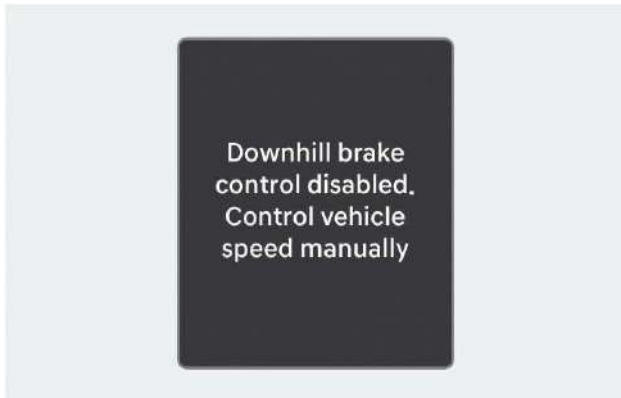 Downhill brake
control disabled.
Control vehicle
speed manually